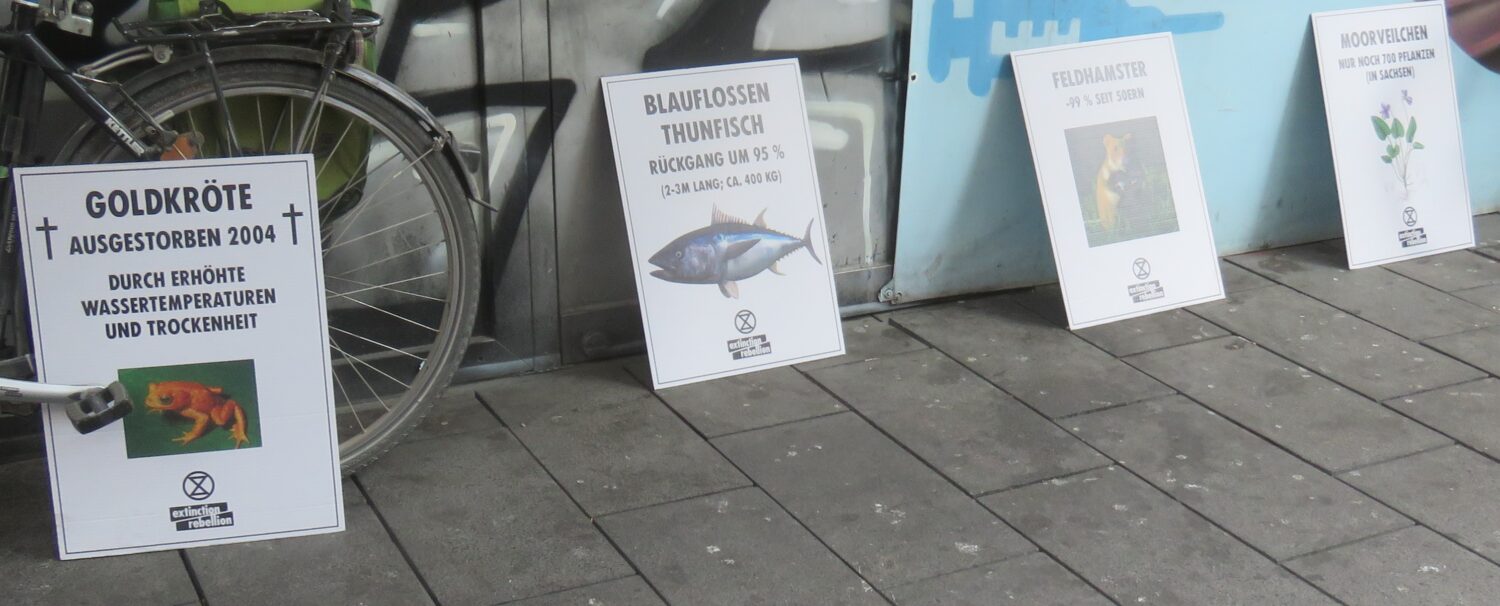 KETTLER
GOLDKRÖTE
AUSGESTORBEN 2004
DURCH ERHÖHTE
WASSERTEMPERATUREN
UND TROCKENHEIT
extinction
rebellion
BLAUFLOSSEN
THUNFISCH
RÜCKGANG UM 95 %
(2-3M LANG; CA. 400 KG)
extinction
rebellion
FELDHAMSTER
-99 % SEIT 50ERN
extinction
rebellion
MOORVEILCHEN
NUR NOCH 700 PFLANZEN
(IN SACHSEN)
extinction
rebellion